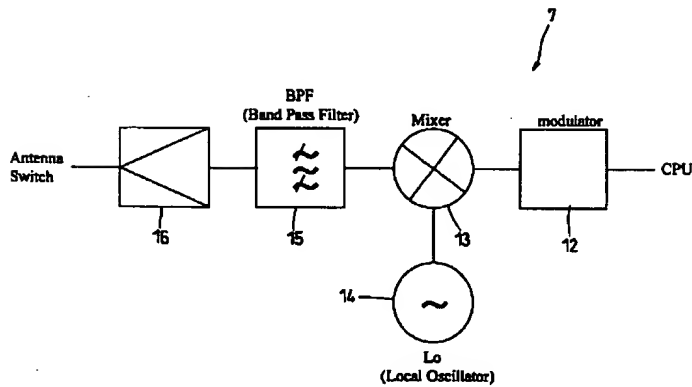 7
BPF
(Band Pass Filter)
Mixer
modulator
Antenna
Switch
CPU
16
15
13
12
14
Lo
(Local Oscillator)